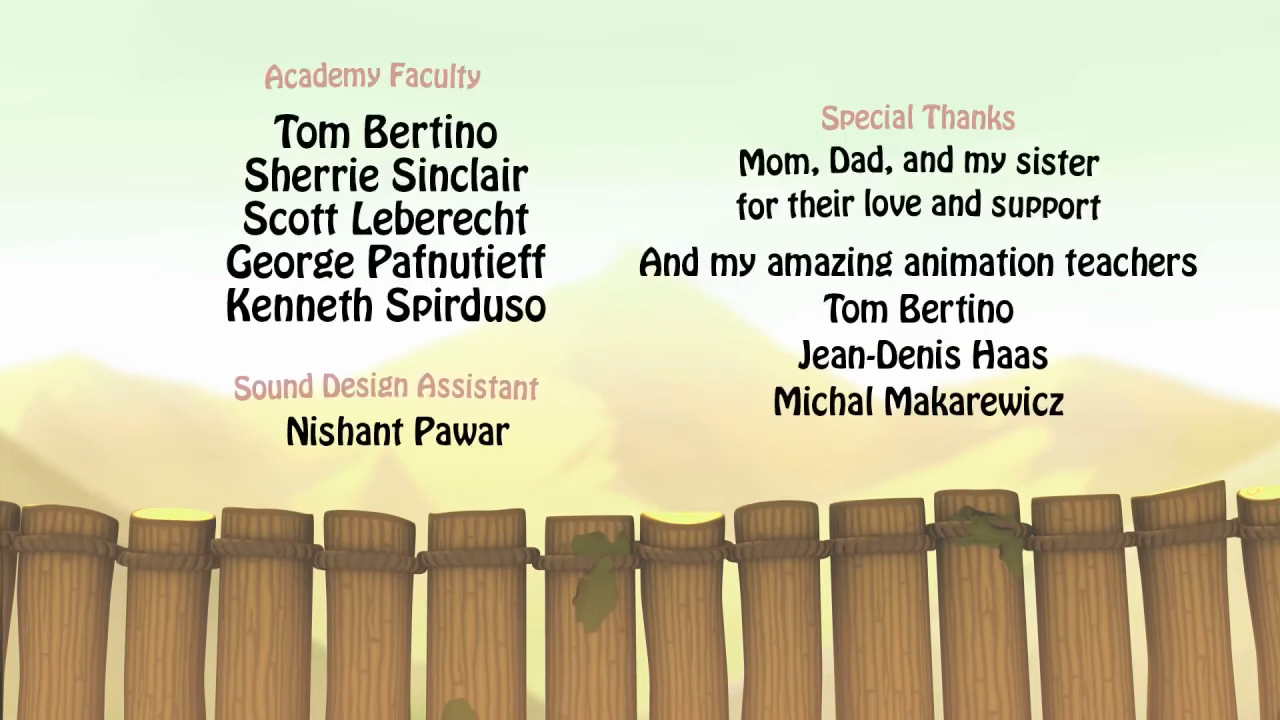 Academy Faculty
Tom Bertino
Sherrie Sinclair
Scott Leberecht
George Pafnutieff
Kenneth Spirduso
Sound Design Assistant
Nishant Pawar
Special Thanks
Mom, Dad, and my sister
for their love and support
And my amazing animation teachers
Tom Bertino
Jean-Denis Haas
Michal Makarewicz